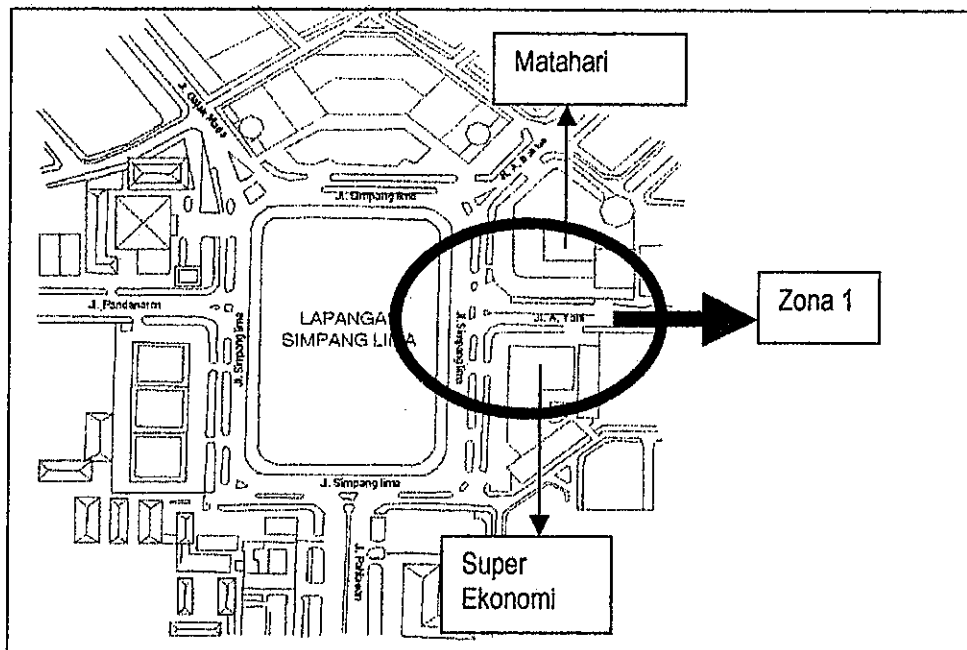 Matahari
Jl. Simpang lima
Zona 1
Jl. Pandanaran
Jl. A. Yani
LAPANGAN
SIMPANG LIMA
Jl. Simpang lima
Jl. Simpang lima
Jl. Simpang lima
Super
Ekonomi